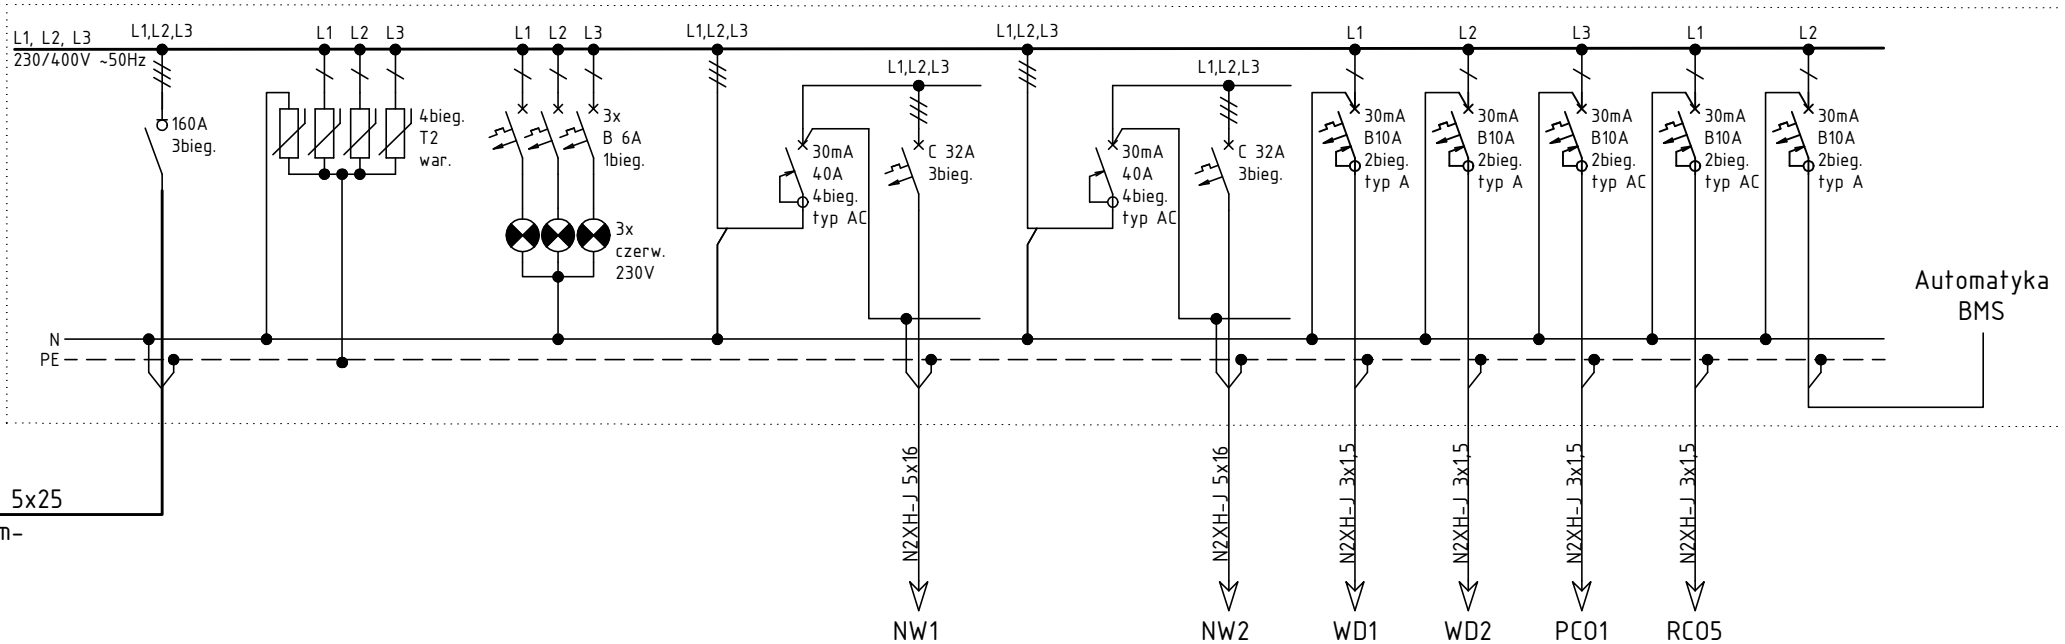 L1, L2, L3
230/400V ~50Hz
L1,L2,L3
L1
L2
L3
L1
L2
L3
L1,L2,L3
L1,L2,L3
L1
L2
L3
L1
L2
L1,L2,L3
L1,L2,L3
160A
3bieg.
4bieg.
T2
war.
3x
B 6A
1bieg.
30mA
40A
4bieg.
typ AC
C 32A
3bieg.
30mA
40A
4bieg.
typ AC
C 32A
3bieg.
30mA
B10A
2bieg.
typ A
30mA
B10A
2bieg.
typ A
30mA
B10A
2bieg.
typ AC
30mA
B10A
2bieg.
typ AC
30mA
B10A
2bieg.
typ A
3x
czerw.
230V
Automatyka
BMS
N
PE
5x25
m-
N2XH-J 5x16
N2XH-J 5x16
N2XH-J 3x1,5
N2XH-J 3x1,5
N2XH-J 3x1,5
N2XH-J 3x1,5
NW1
NW2
WD1
WD2
PCO1
RCO5